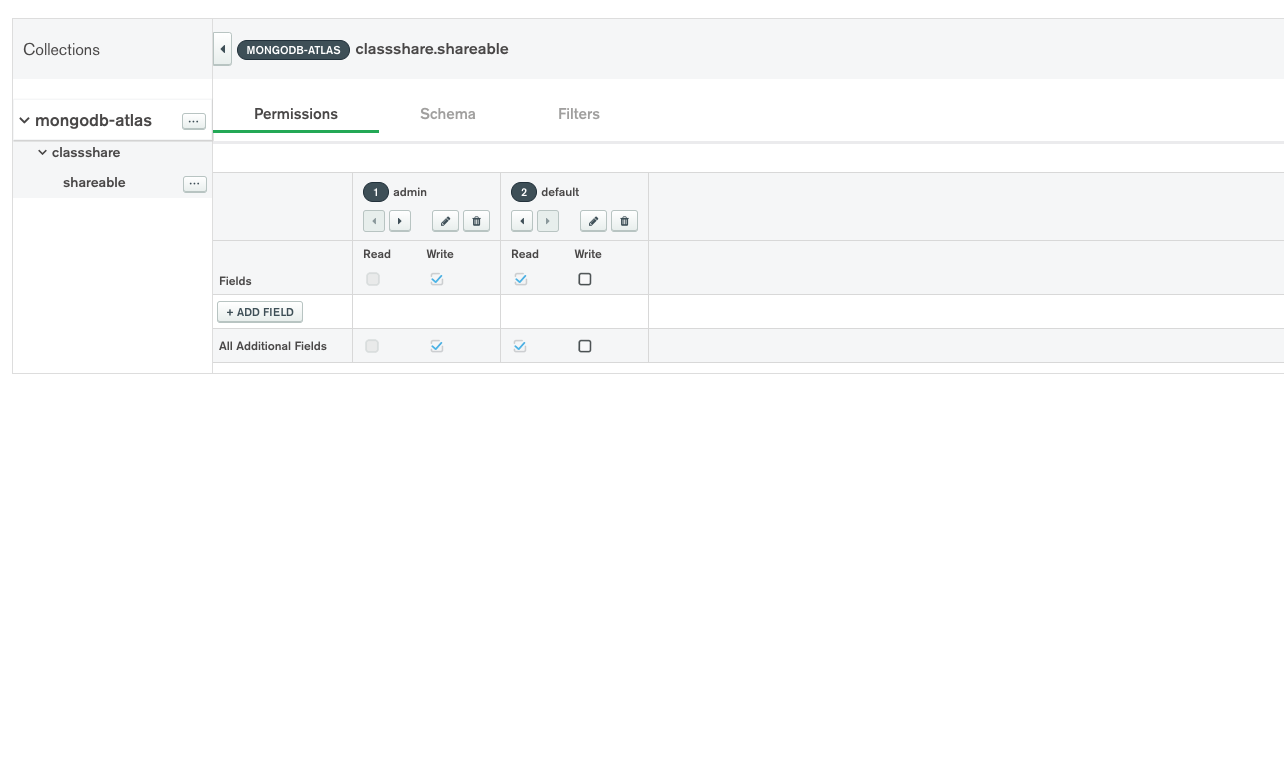 Collections
MONGODB-ATLAS classshare.shareable
mongodb-atlas ...
classshare
shareable ...
Permissions Schema Filters
1 admin 2 default
Read Write Read Write
Fields
+ ADD FIELD
All Additional Fields